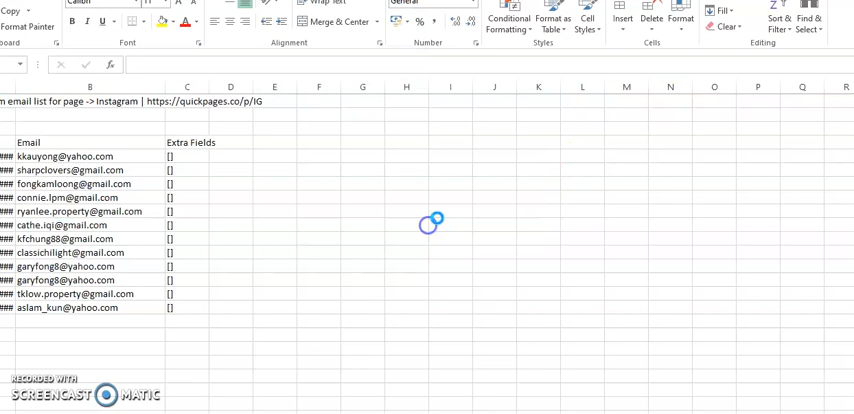 Copy
Format Painter
board
Calibri
11
B I U
Font
Wrap Text
Merge & Center
Alignment
General
%
Number
Conditional Formatting
Format as Table
Cell Styles
Styles
Insert
Delete
Format
Cells
Fill
Clear
Sort & Filter
Find & Select
Editing
fx
B C D E F G H I J K L M N O P Q R
m email list for page -> Instagram | https://quickpages.co/p/IG
Email Extra Fields
### kkauyong@yahoo.com []
### sharpclovers@gmail.com []
### fongkamloong@gmail.com []
### connie.lpm@gmail.com []
### ryanlee.property@gmail.com []
### cathe.iqi@gmail.com []
### kfchung88@gmail.com []
### classichilight@gmail.com []
### garyfong8@yahoo.com []
### garyfong8@yahoo.com []
### tklow.property@gmail.com []
### aslam_kun@yahoo.com []
RECORDED WITH
SCREENCAST MATIC